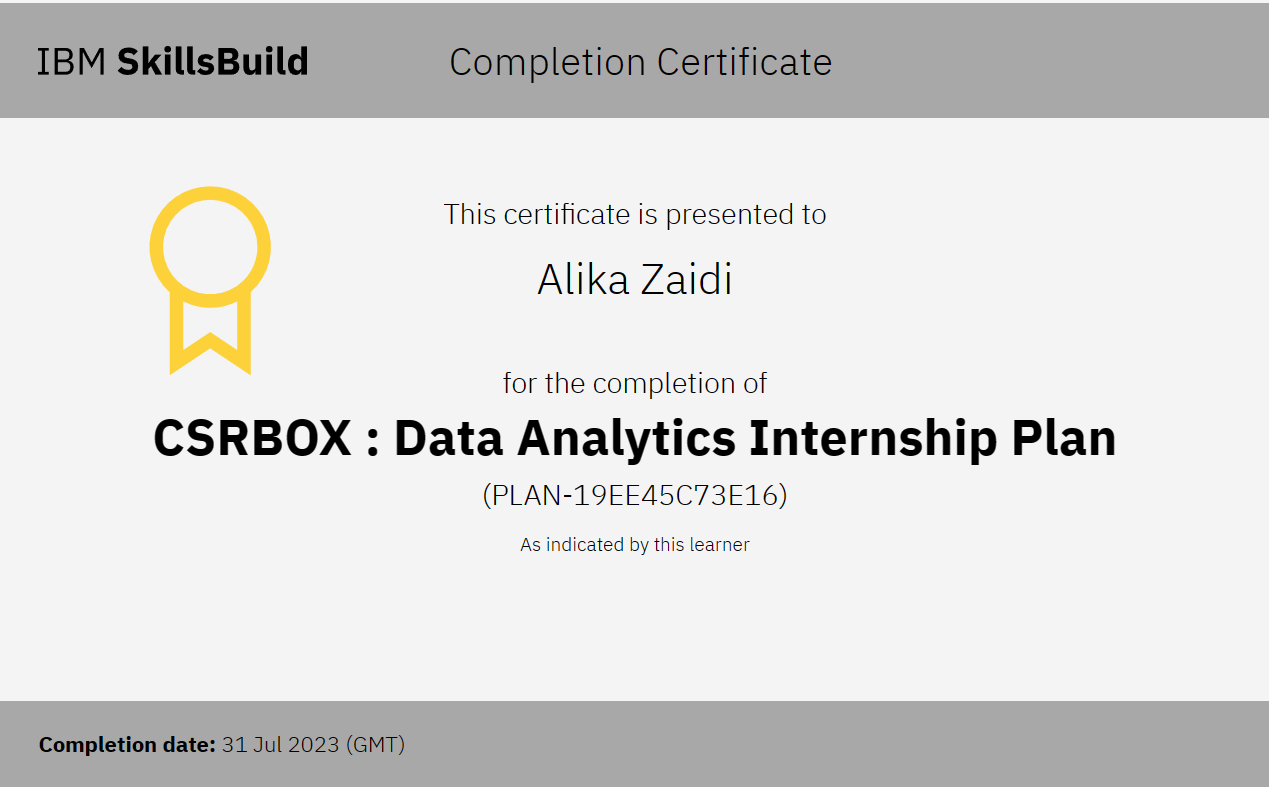 IBM SkillsBuild
Completion Certificate
This certificate is presented to
Alika Zaidi
for the completion of
CSRBOX : Data Analytics Internship Plan
(PLAN-19EE45C73E16)
As indicated by this learner
Completion date: 31 Jul 2023 (GMT)